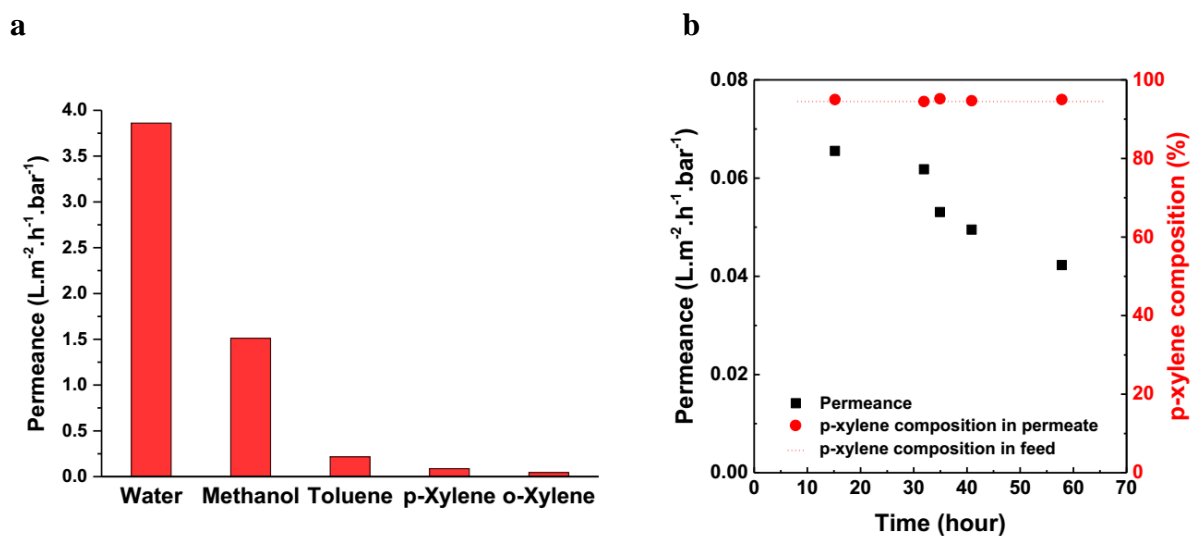 a
Permeance (L.m⁻².h⁻¹.bar⁻¹)
4.0
3.5
3.0
2.5
2.0
1.5
1.0
0.5
0.0
Water Methanol Toluene p-Xylene o-Xylene
b
Permeance (L.m⁻².h⁻¹.bar⁻¹)
0.08
0.06
0.04
0.02
0.00
Permeance
p-xylene composition in permeate
p-xylene composition in feed
0 10 20 30 40 50 60 70
Time (hour)
100
80
60
40
20
0
p-xylene composition (%)